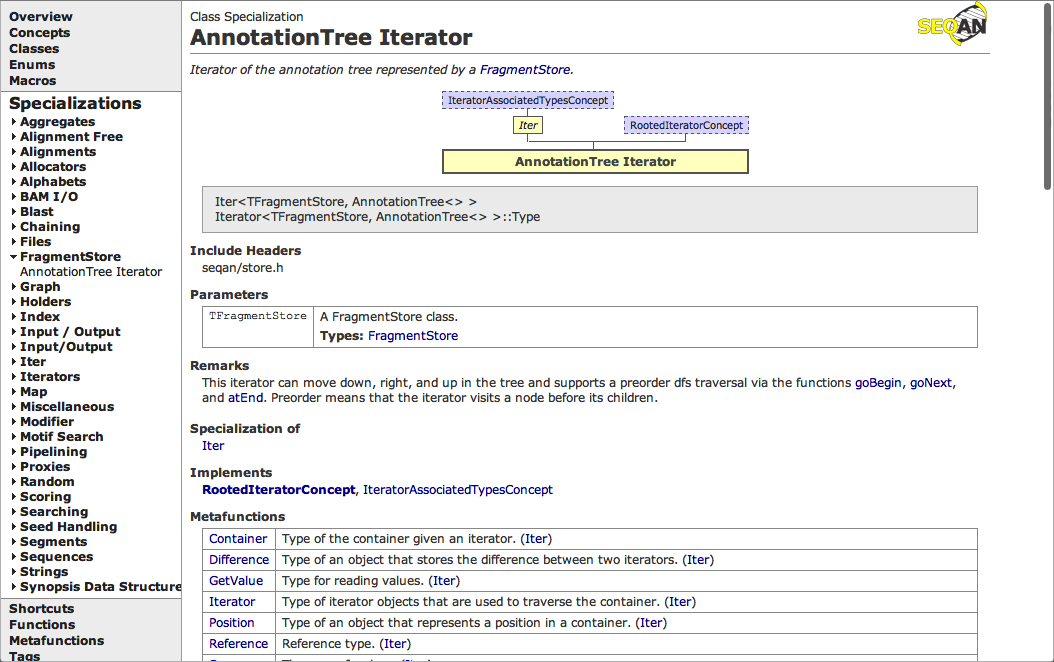 Overview
Concepts
Classes
Enums
Macros
Specializations
Aggregates
Alignment Free
Alignments
Allocators
Alphabets
BAM I/O
Blast
Chaining
Files
FragmentStore
AnnotationTree Iterator
Graph
Holders
Index
Input / Output
Input/Output
Iter
Iterators
Map
Miscellaneous
Modifier
Motif Search
Pipelining
Proxies
Random
Scoring
Searching
Seed Handling
Segments
Sequences
Strings
Synopsis Data Structure
Shortcuts
Functions
Metafunctions
Tags
Class Specialization
AnnotationTree Iterator
SEQAN
Iterator of the annotation tree represented by a FragmentStore.
IteratorAssociatedTypesConcept
Iter
RootedIteratorConcept
AnnotationTree Iterator
Iter<TFragmentStore, AnnotationTree<> >
Iterator<TFragmentStore, AnnotationTree<> >::Type
Include Headers
seqan/store.h
Parameters
TFragmentStore A FragmentStore class.
Types: FragmentStore
Remarks
This iterator can move down, right, and up in the tree and supports a preorder dfs traversal via the functions goBegin, goNext,
and atEnd. Preorder means that the iterator visits a node before its children.
Specialization of
Iter
Implements
RootedIteratorConcept, IteratorAssociatedTypesConcept
Metafunctions
Container Type of the container given an iterator. (Iter)
Difference Type of an object that stores the difference between two iterators. (Iter)
GetValue Type for reading values. (Iter)
Iterator Type of iterator objects that are used to traverse the container. (Iter)
Position Type of an object that represents a position in a container. (Iter)
Reference Reference type. (Iter)